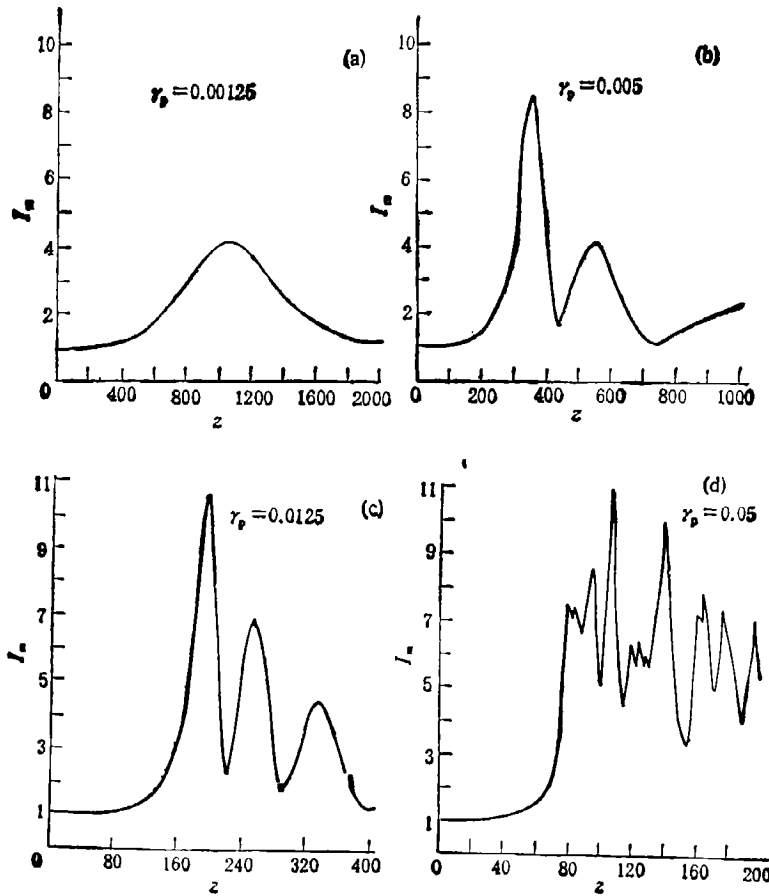 (a)
γp=0.00125
10
8
6
4
2
0
Im
400 800 1200 1600 2000
z
(b)
γp=0.005
10
8
6
4
2
0
Im
200 400 600 800 1000
z
(c)
γp=0.0125
11
9
7
5
3
1
0
Im
80 160 240 320 400
z
(d)
γp=0.05
11
9
7
5
3
1
0
Im
40 80 120 160 200
z